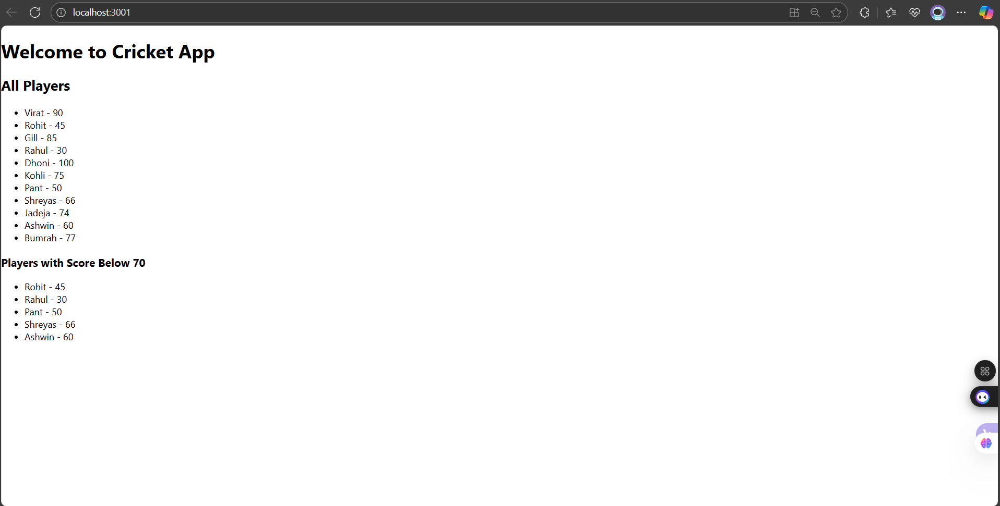 localhost:3001
Welcome to Cricket App
All Players
• Virat - 90
• Rohit - 45
• Gill - 85
• Rahul - 30
• Dhoni - 100
• Kohli - 75
• Pant - 50
• Shreyas - 66
• Jadeja - 74
• Ashwin - 60
• Bumrah - 77
Players with Score Below 70
• Rohit - 45
• Rahul - 30
• Pant - 50
• Shreyas - 66
• Ashwin - 60